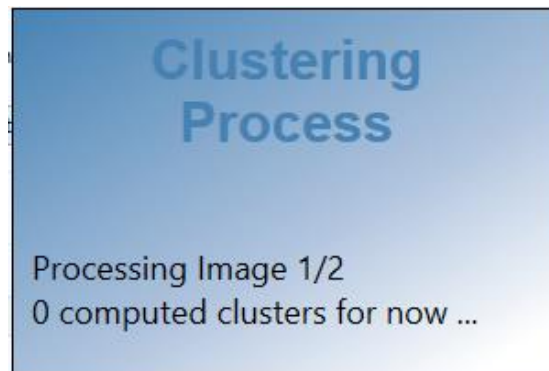 Clustering
Process
Processing Image 1/2
0 computed clusters for now ...